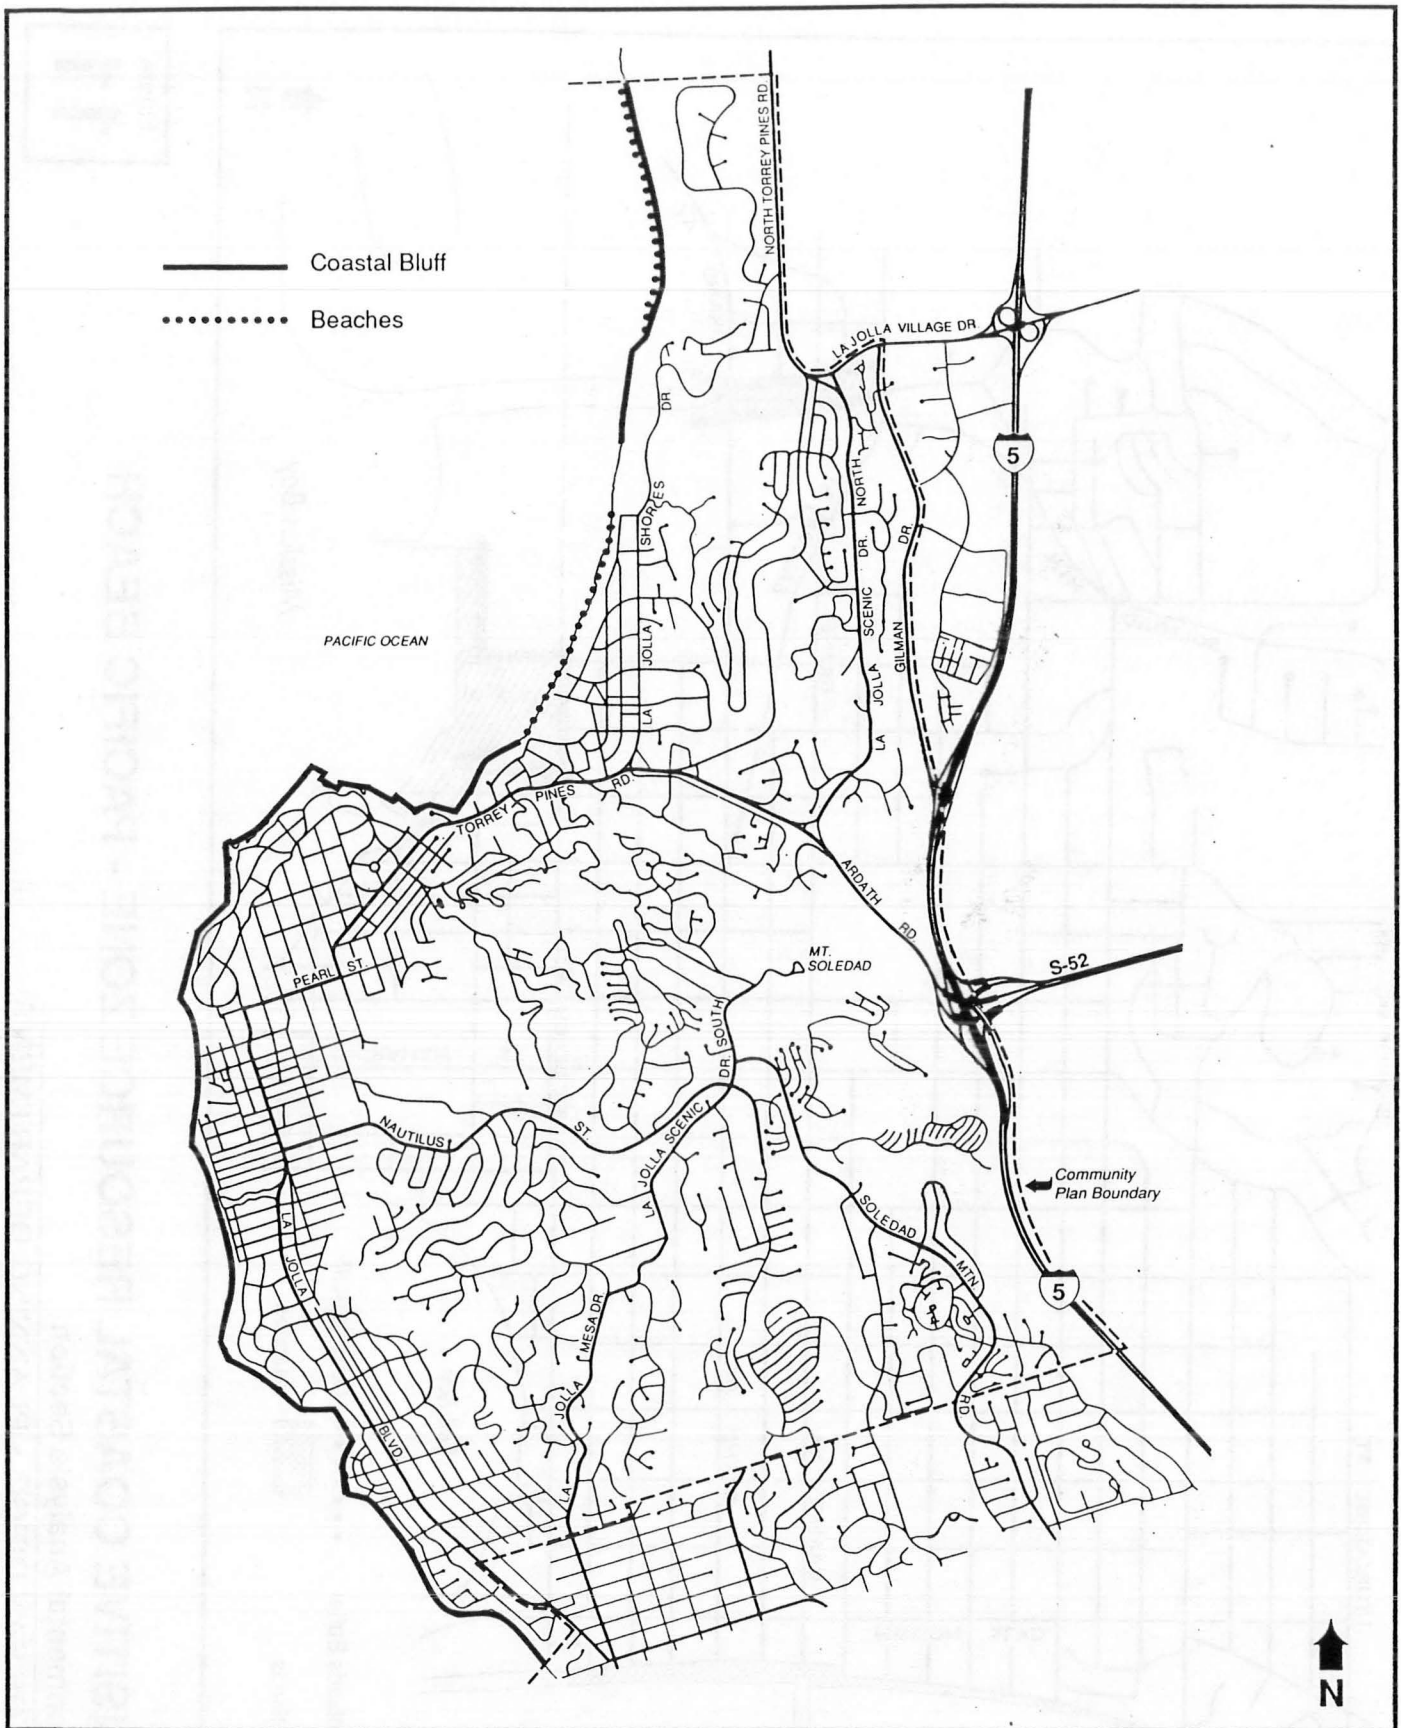 Coastal Bluff
Beaches
NORTH TORREY PINES RD.
LA JOLLA VILLAGE DR.
5
LA JOLLA SHORES DR.
LA JOLLA SCENIC DR. NORTH
GILMAN DR.
PACIFIC OCEAN
TORREY PINES RD.
ARDATH RD.
MT.
SOLEDAD
S-52
PEARL ST.
LA JOLLA SCENIC DR. SOUTH
NAUTILUS ST.
Community
Plan Boundary
SOLEDAD MTN RD
5
LA JOLLA BLVD
LA JOLLA MESA DR.
N